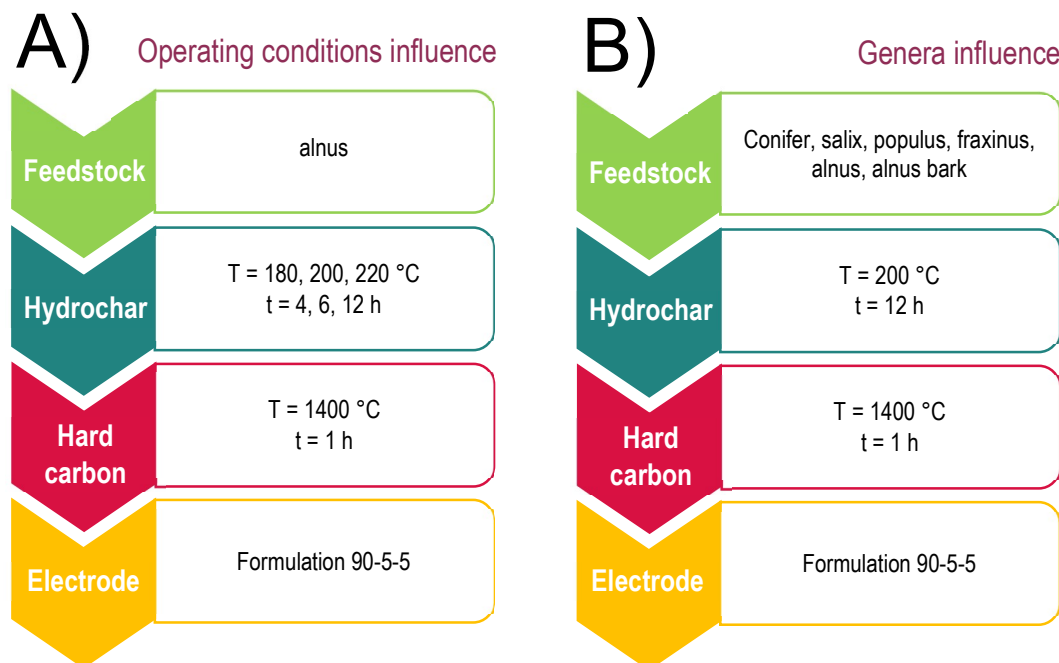 A)
Operating conditions influence
Feedstock
alnus
Hydrochar
T = 180, 200, 220 °C
t = 4, 6, 12 h
Hard
carbon
T = 1400 °C
t = 1 h
Electrode
Formulation 90-5-5
B)
Genera influence
Feedstock
Conifer, salix, populus, fraxinus,
alnus, alnus bark
Hydrochar
T = 200 °C
t = 12 h
Hard
carbon
T = 1400 °C
t = 1 h
Electrode
Formulation 90-5-5